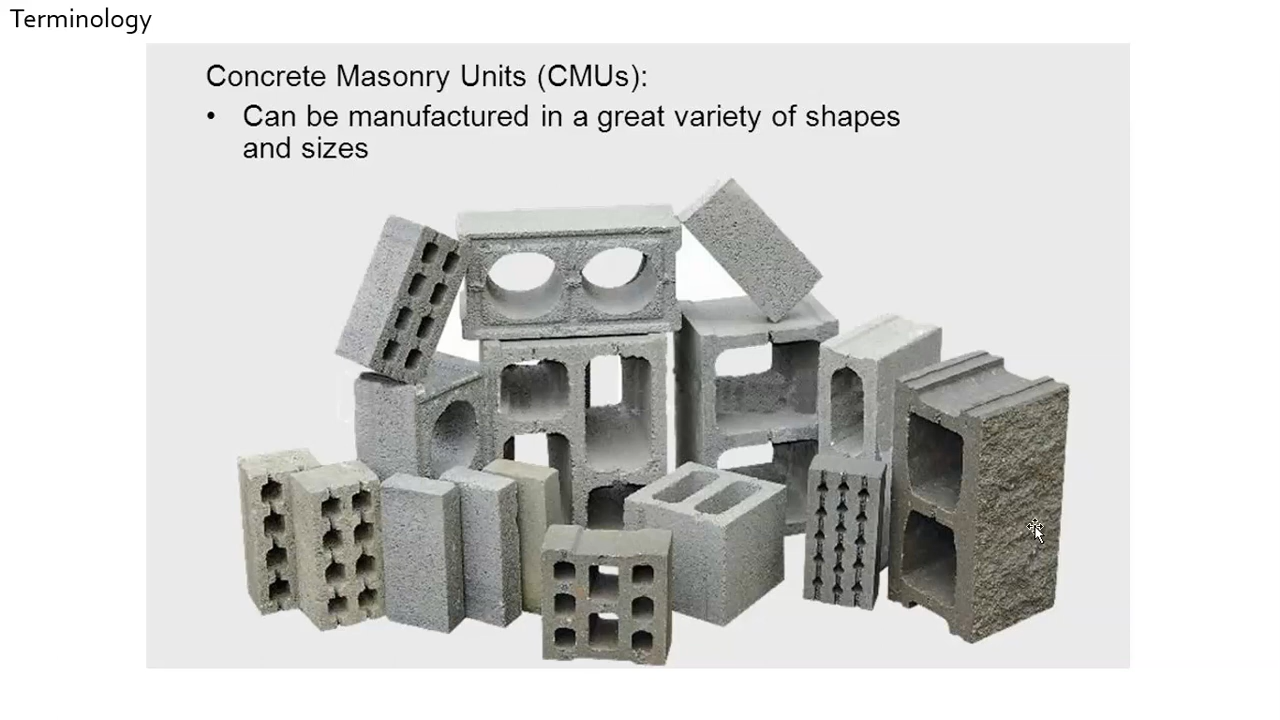 Terminology
Concrete Masonry Units (CMUs):
• Can be manufactured in a great variety of shapes
and sizes